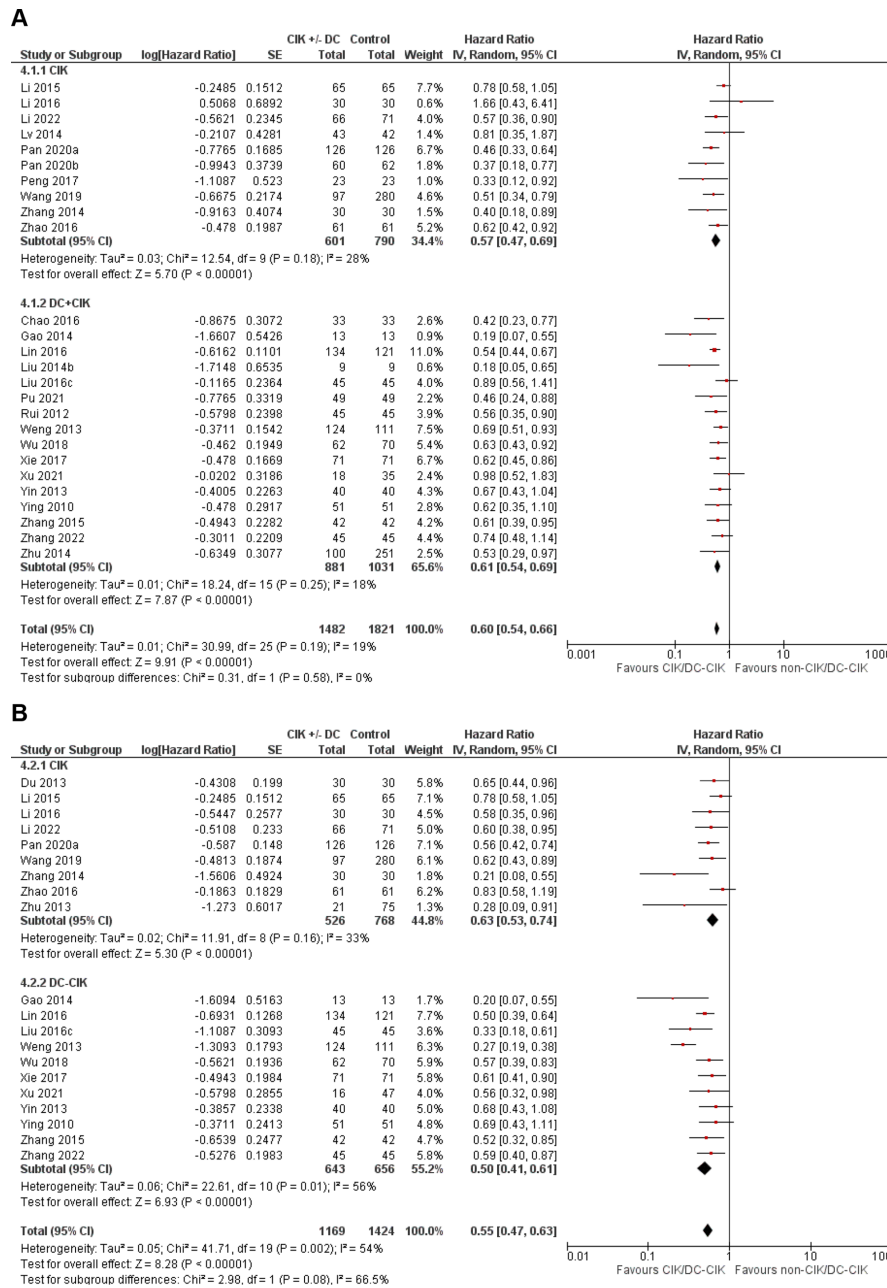 A
CIK +/- DC Control Hazard Ratio Hazard Ratio
Study or Subgroup log[Hazard Ratio] SE Total Total Weight IV, Random, 95% CI IV, Random, 95% CI
4.1.1 CIK
Li 2015 -0.2485 0.1512 65 65 7.7% 0.78 [0.58, 1.05]
Li 2016 0.5068 0.6892 30 30 0.6% 1.66 [0.43, 6.41]
Li 2022 -0.5621 0.2345 66 71 4.0% 0.57 [0.36, 0.90]
Lv 2014 -0.2107 0.4281 43 42 1.4% 0.81 [0.35, 1.87]
Pan 2020a -0.7765 0.1685 126 126 6.7% 0.46 [0.33, 0.64]
Pan 2020b -0.9943 0.3739 60 62 1.8% 0.37 [0.18, 0.77]
Peng 2017 -1.1087 0.523 23 23 1.0% 0.33 [0.12, 0.92]
Wang 2019 -0.6675 0.2174 97 280 4.5% 0.51 [0.34, 0.79]
Zhang 2014 -0.9163 0.4074 30 30 1.5% 0.40 [0.18, 0.89]
Zhao 2016 -0.478 0.1987 61 61 5.2% 0.62 [0.42, 0.92]
Subtotal (95% CI) 601 790 34.4% 0.57 [0.47, 0.69]
Heterogeneity: Tau² = 0.03; Chi² = 12.54, df = 9 (P = 0.18); I² = 28%
Test for overall effect: Z = 5.70 (P < 0.00001)
4.1.2 DC+CIK
Chao 2016 -0.8675 0.3072 33 33 2.6% 0.42 [0.23, 0.77]
Gao 2014 -1.6607 0.5426 13 13 0.9% 0.19 [0.07, 0.55]
Lin 2016 -0.6162 0.1101 134 121 11.0% 0.54 [0.44, 0.67]
Liu 2014b -1.7148 0.6535 9 9 0.6% 0.18 [0.05, 0.65]
Liu 2016c -0.1165 0.2364 45 45 4.0% 0.89 [0.56, 1.41]
Pu 2021 -0.7765 0.3319 49 49 2.3% 0.46 [0.24, 0.88]
Rui 2012 -0.5798 0.2398 45 45 3.9% 0.56 [0.35, 0.90]
Weng 2013 -0.3711 0.1542 124 111 7.5% 0.69 [0.51, 0.93]
Wu 2018 -0.462 0.1949 62 70 5.4% 0.63 [0.43, 0.92]
Xie 2017 -0.478 0.1669 71 71 6.8% 0.62 [0.45, 0.86]
Xu 2021 -0.0202 0.3186 18 35 2.4% 0.98 [0.52, 1.83]
Yin 2013 -0.4005 0.2263 40 40 4.3% 0.67 [0.43, 1.04]
Ying 2010 -0.478 0.2917 51 51 2.8% 0.62 [0.35, 1.10]
Zhang 2015 -0.4943 0.2282 42 42 4.2% 0.61 [0.39, 0.95]
Zhang 2022 -0.3011 0.2209 45 45 4.4% 0.74 [0.48, 1.14]
Zhu 2014 -0.6349 0.3077 100 251 2.5% 0.53 [0.29, 0.97]
Subtotal (95% CI) 881 1031 65.6% 0.61 [0.54, 0.69]
Heterogeneity: Tau² = 0.01; Chi² = 18.24, df = 15 (P = 0.25); I² = 18%
Test for overall effect: Z = 7.87 (P < 0.00001)
Total (95% CI) 1482 1821 100.0% 0.60 [0.54, 0.66]
Heterogeneity: Tau² = 0.01; Chi² = 30.99, df = 25 (P = 0.19); I² = 19%
Test for overall effect: Z = 9.91 (P < 0.00001)
Test for subgroup differences: Chi² = 0.31, df = 1 (P = 0.58), I² = 0%
0.001 0.1 1 10 1000
Favours CIK/DC-CIK Favours non-CIK/DC-CIK
B
CIK +/- DC Control Hazard Ratio Hazard Ratio
Study or Subgroup log[Hazard Ratio] SE Total Total Weight IV, Random, 95% CI IV, Random, 95% CI
4.2.1 CIK
Du 2013 -0.4308 0.199 30 30 5.8% 0.65 [0.44, 0.96]
Li 2015 -0.2485 0.1512 65 65 7.1% 0.78 [0.58, 1.05]
Li 2016 -0.5447 0.2577 30 30 4.5% 0.58 [0.35, 0.96]
Li 2022 -0.5108 0.233 66 71 5.0% 0.60 [0.38, 0.95]
Pan 2020a -0.587 0.148 126 126 7.2% 0.56 [0.42, 0.74]
Wang 2019 -0.4813 0.1874 97 280 6.1% 0.62 [0.43, 0.89]
Zhang 2014 -1.5606 0.4924 30 30 1.8% 0.21 [0.08, 0.55]
Zhao 2016 -0.1863 0.1829 61 61 6.2% 0.83 [0.58, 1.19]
Zhu 2013 -1.273 0.6017 21 75 1.3% 0.28 [0.09, 0.91]
Subtotal (95% CI) 526 768 44.8% 0.63 [0.53, 0.74]
Heterogeneity: Tau² = 0.02; Chi² = 11.91, df = 8 (P = 0.16); I² = 33%
Test for overall effect: Z = 5.30 (P < 0.00001)
4.2.2 DC-CIK
Gao 2014 -1.6094 0.5163 13 13 1.7% 0.20 [0.07, 0.55]
Lin 2016 -0.6931 0.1268 134 121 7.7% 0.50 [0.39, 0.64]
Liu 2016c -1.1087 0.3093 45 45 3.6% 0.33 [0.18, 0.61]
Weng 2013 -1.3093 0.1793 124 111 6.3% 0.27 [0.19, 0.38]
Wu 2018 -0.5621 0.1936 62 70 5.9% 0.57 [0.39, 0.83]
Xie 2017 -0.4943 0.1984 71 71 5.8% 0.61 [0.41, 0.90]
Xu 2021 -0.5798 0.2855 16 47 4.0% 0.56 [0.32, 0.98]
Yin 2013 -0.3857 0.2338 40 40 5.0% 0.68 [0.43, 1.08]
Ying 2010 -0.3711 0.2413 51 51 4.8% 0.69 [0.43, 1.11]
Zhang 2015 -0.6539 0.2477 42 42 4.7% 0.52 [0.32, 0.85]
Zhang 2022 -0.5276 0.1983 45 45 5.8% 0.59 [0.40, 0.87]
Subtotal (95% CI) 643 656 55.2% 0.50 [0.41, 0.61]
Heterogeneity: Tau² = 0.06; Chi² = 22.61, df = 10 (P = 0.01); I² = 56%
Test for overall effect: Z = 6.93 (P < 0.00001)
Total (95% CI) 1169 1424 100.0% 0.55 [0.47, 0.63]
Heterogeneity: Tau² = 0.05; Chi² = 41.71, df = 19 (P = 0.002); I² = 54%
Test for overall effect: Z = 8.28 (P < 0.00001)
Test for subgroup differences: Chi² = 2.98, df = 1 (P = 0.08), I² = 66.5%
0.01 0.1 1 10
Favours CIK/DC-CIK Favours non-CIK/DC-CIK